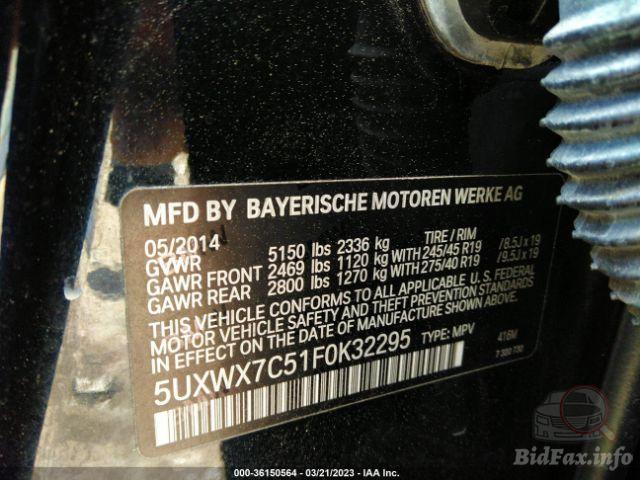 MFD BY BAYERISCHE MOTOREN WERKE AG
05/2014 TIRE / RIM
GVWR 5150 lbs 2336 kg
GAWR FRONT 2469 lbs 1120 kg WITH 245/45 R19 /8.5J x 19
GAWR REAR 2800 lbs 1270 kg WITH 275/40 R19 /9.5J x 19
THIS VEHICLE CONFORMS TO ALL APPLICABLE U.S. FEDERAL
MOTOR VEHICLE SAFETY AND THEFT PREVENTION STANDARDS
IN EFFECT ON THE DATE OF MANUFACTURE SHOWN ABOVE.
5UXWX7C51F0K32295 TYPE: MPV 416M
7 300 730
BidFax.info
000-36150564 - 03/21/2023 - IAA Inc.